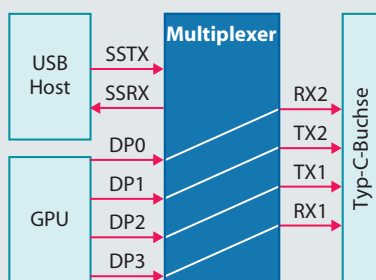 USB
Host
SSTX
SSRX
Multiplexer
GPU
DP0
DP1
DP2
DP3
RX2
TX2
TX1
RX1
Typ-C-Buchse